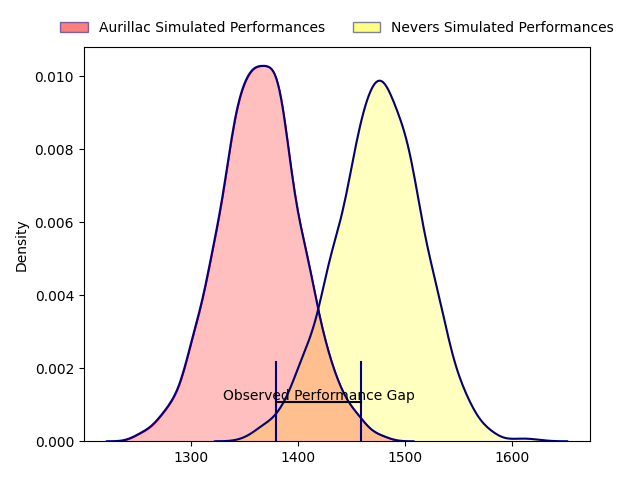 Aurillac Simulated Performances
Nevers Simulated Performances
0.010
0.008
0.006
0.004
0.002
0.000
Density
Observed Performance Gap
1300 1400 1500 1600